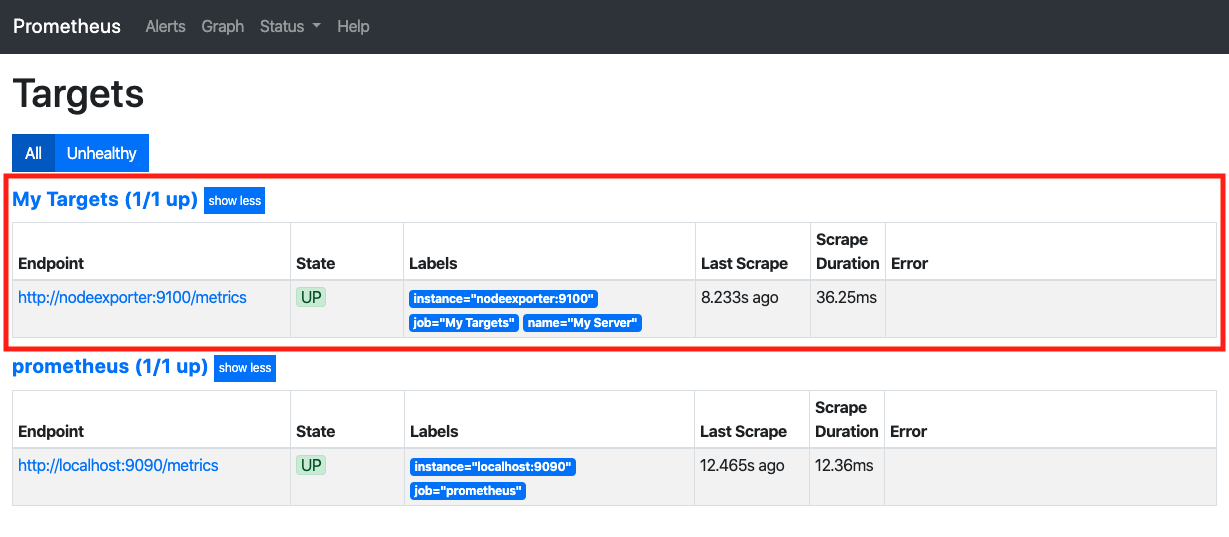 Prometheus Alerts Graph Status Help
Targets
All Unhealthy
My Targets (1/1 up) show less
Endpoint State Labels Last Scrape Scrape Duration Error
http://nodeexporter:9100/metrics UP instance="nodeexporter:9100" 8.233s ago 36.25ms
job="My Targets" name="My Server"
prometheus (1/1 up) show less
Endpoint State Labels Last Scrape Scrape Duration Error
http://localhost:9090/metrics UP instance="localhost:9090" 12.465s ago 12.36ms
job="prometheus"